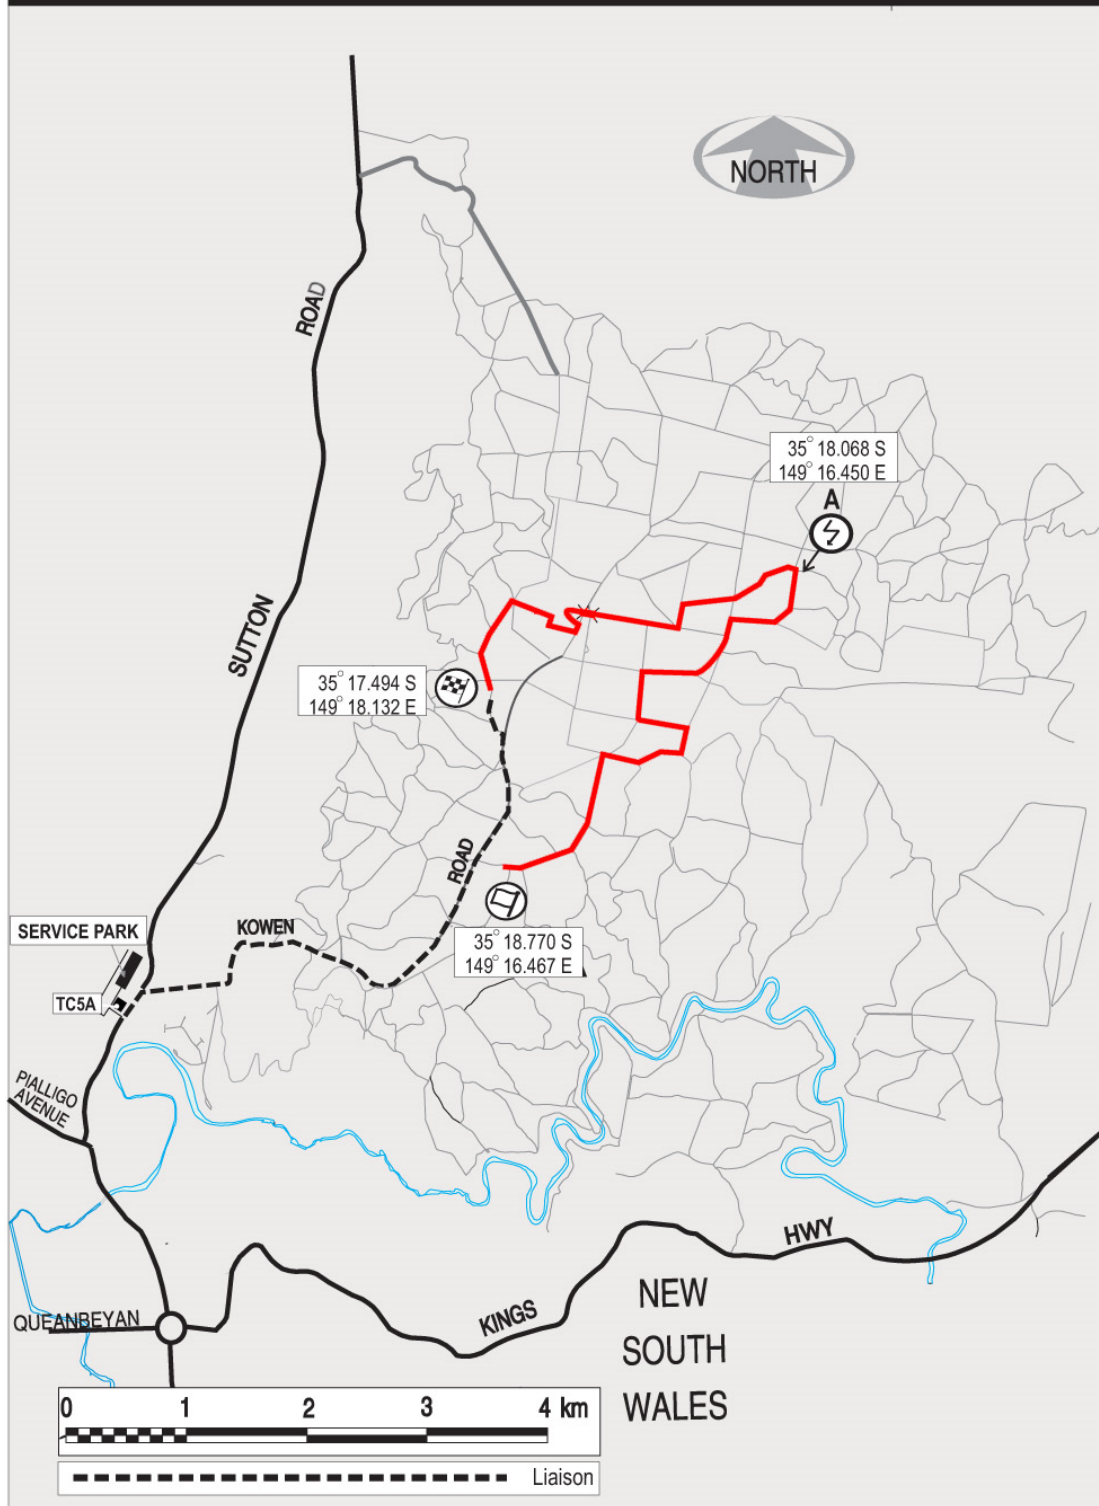 NORTH
ROAD
35° 18.068 S
149° 16.450 E
A
SUTTON
35° 17.494 S
149° 18.132 E
ROAD
KOWEN
SERVICE PARK
35° 18.770 S
149° 16.467 E
TC5A
PIALLIGO
AVENUE
HWY
KINGS
QUEANBEYAN
NEW
SOUTH
WALES
0 1 2 3 4 km
Liaison